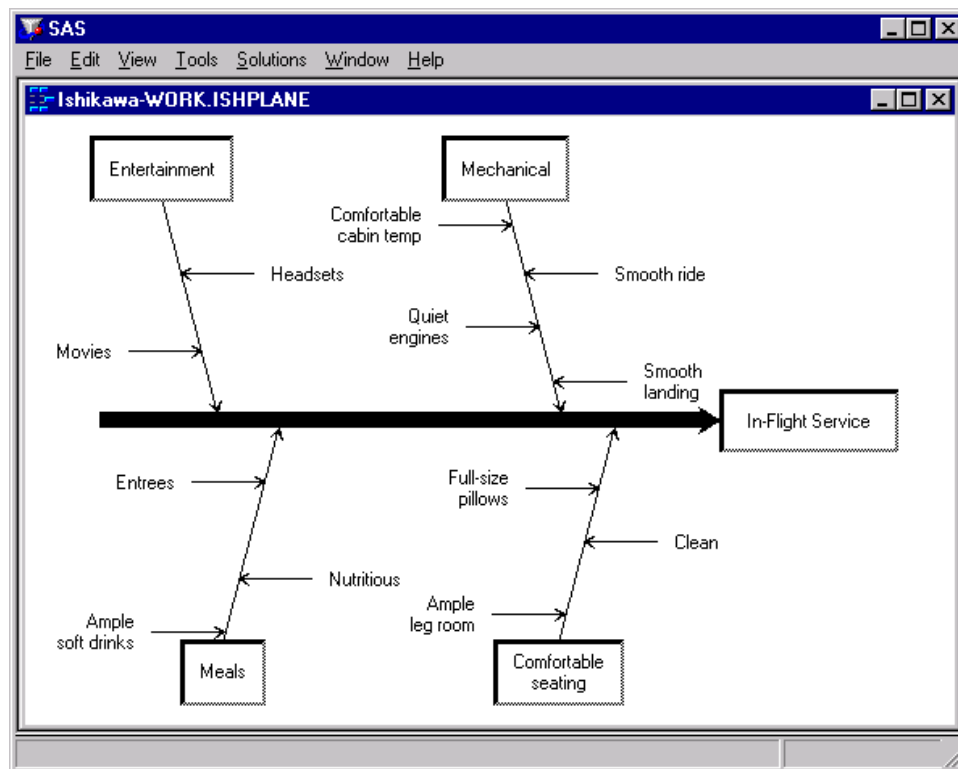 SAS
File Edit View Tools Solutions Window Help
Ishikawa-WORK.ISHPLANE
Entertainment
Mechanical
Comfortable
cabin temp
Headsets
Smooth ride
Quiet
engines
Movies
Smooth
landing
In-Flight Service
Entrees
Full-size
pillows
Clean
Nutritious
Ample
leg room
Ample
soft drinks
Meals
Comfortable
seating